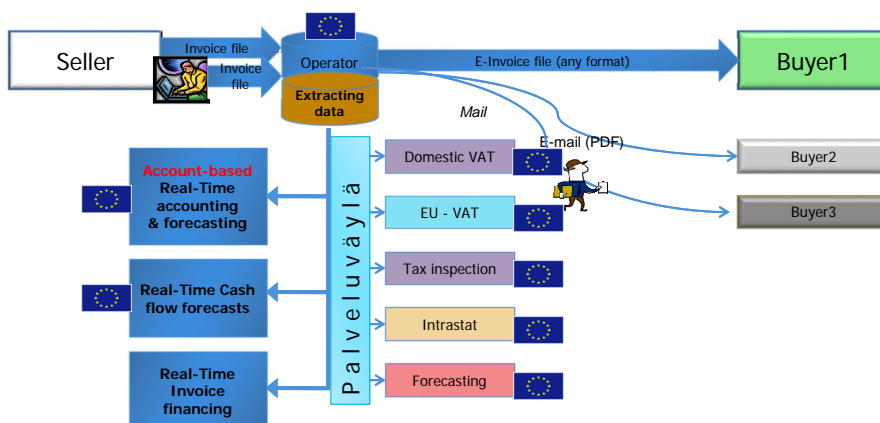 Seller
Invoice file
Invoice
file
Operator
Extracting
data
E-Invoice file (any format)
Buyer1
Mail
E-mail (PDF)
Buyer2
Buyer3
Account-based
Real-Time
accounting
& forecasting
Real-Time Cash
flow forecasts
Real-Time
Invoice
financing
Palveluväylä
Domestic VAT
EU - VAT
Tax inspection
Intrastat
Forecasting